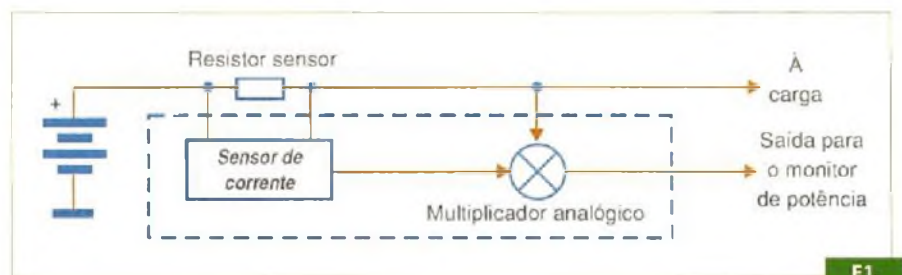 Resistor sensor
À
carga
+
Sensor de
corrente
Saída para
o monitor
de potência
Multiplicador analógico
F1